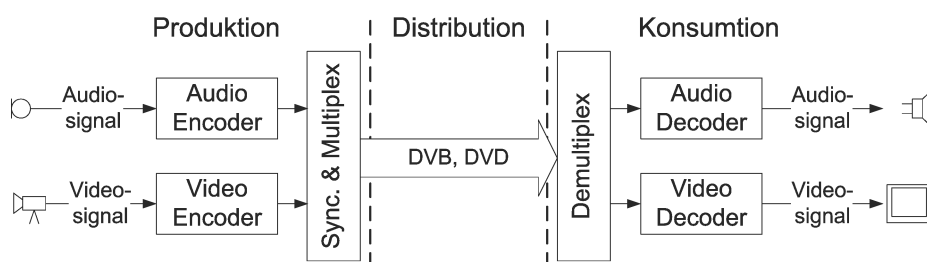 Produktion
Distribution
Konsumtion
Audio-
signal
Audio
Encoder
Video-
signal
Video
Encoder
Sync. & Multiplex
DVB, DVD
Demultiplex
Audio
Decoder
Audio-
signal
Video
Decoder
Video-
signal